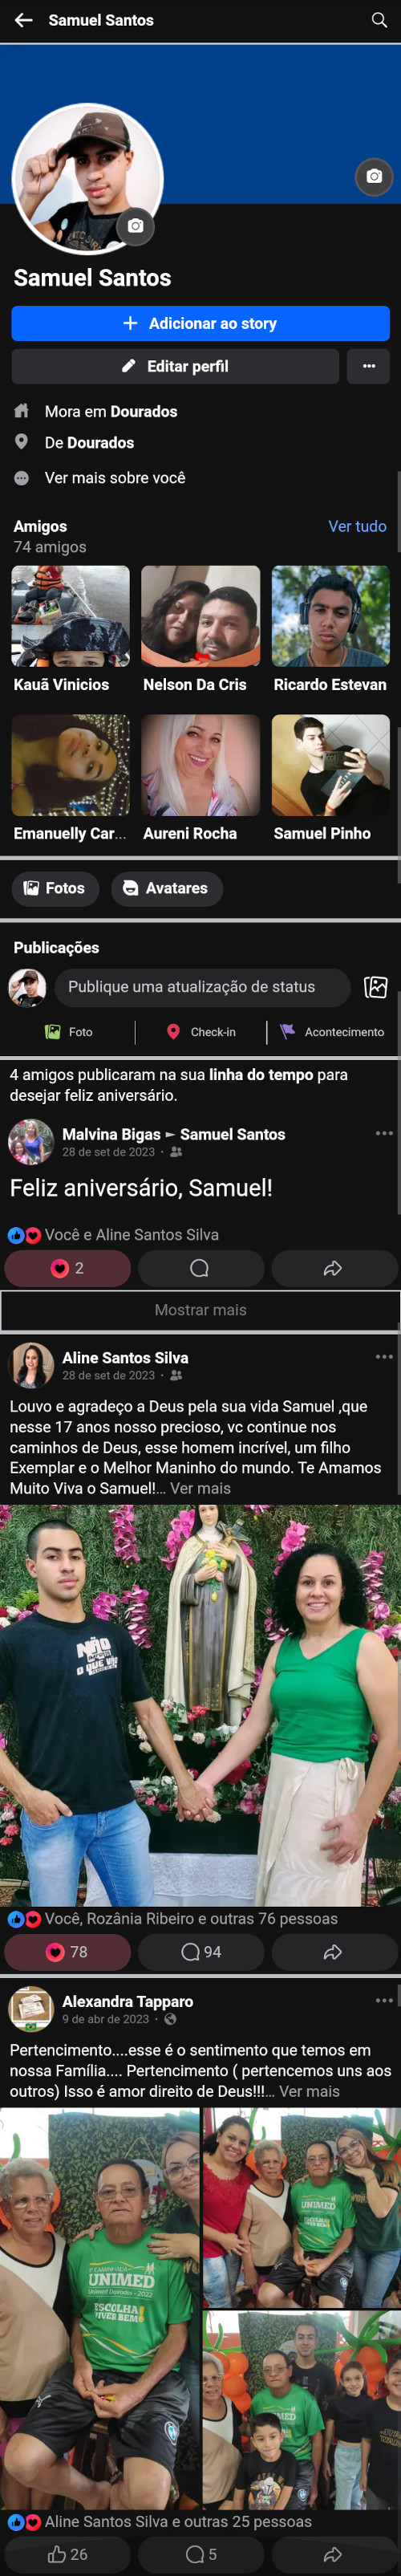 Samuel Santos
Samuel Santos
Adicionar ao story
Editar perfil
Mora em Dourados
De Dourados
Ver mais sobre você
Amigos
Ver tudo
74 amigos
Kauã Vinicios
Nelson Da Cris
Ricardo Estevan
Emanuelly Car...
Aureni Rocha
Samuel Pinho
Fotos
Avatares
Publicações
Publique uma atualização de status
Foto
Check-in
Acontecimento
4 amigos publicaram na sua linha do tempo para
desejar feliz aniversário.
Malvina Bigas ► Samuel Santos
28 de set de 2023 ·
Feliz aniversário, Samuel!
Você e Aline Santos Silva
2
Mostrar mais
Aline Santos Silva
28 de set de 2023 ·
Louvo e agradeço a Deus pela sua vida Samuel ,que
nesse 17 anos nosso precioso, vc continue nos
caminhos de Deus, esse homem incrível, um filho
Exemplar e o Melhor Maninho do mundo. Te Amamos
Muito Viva o Samuel!... Ver mais
NÃO
O QUE VI!
Você, Rozânia Ribeiro e outras 76 pessoas
78
94
Alexandra Tapparo
9 de abr de 2023 ·
Pertencimento....esse é o sentimento que temos em
nossa Família.... Pertencimento ( pertencemos uns aos
outros) Isso é amor direito de Deus!!!... Ver mais
UNIMED
Unimed Dourados - 2022
ESCOLHA
VIVER BEM!
UNIMED
ESCOLHA
VIVER BEM!
Aline Santos Silva e outras 25 pessoas
26
5